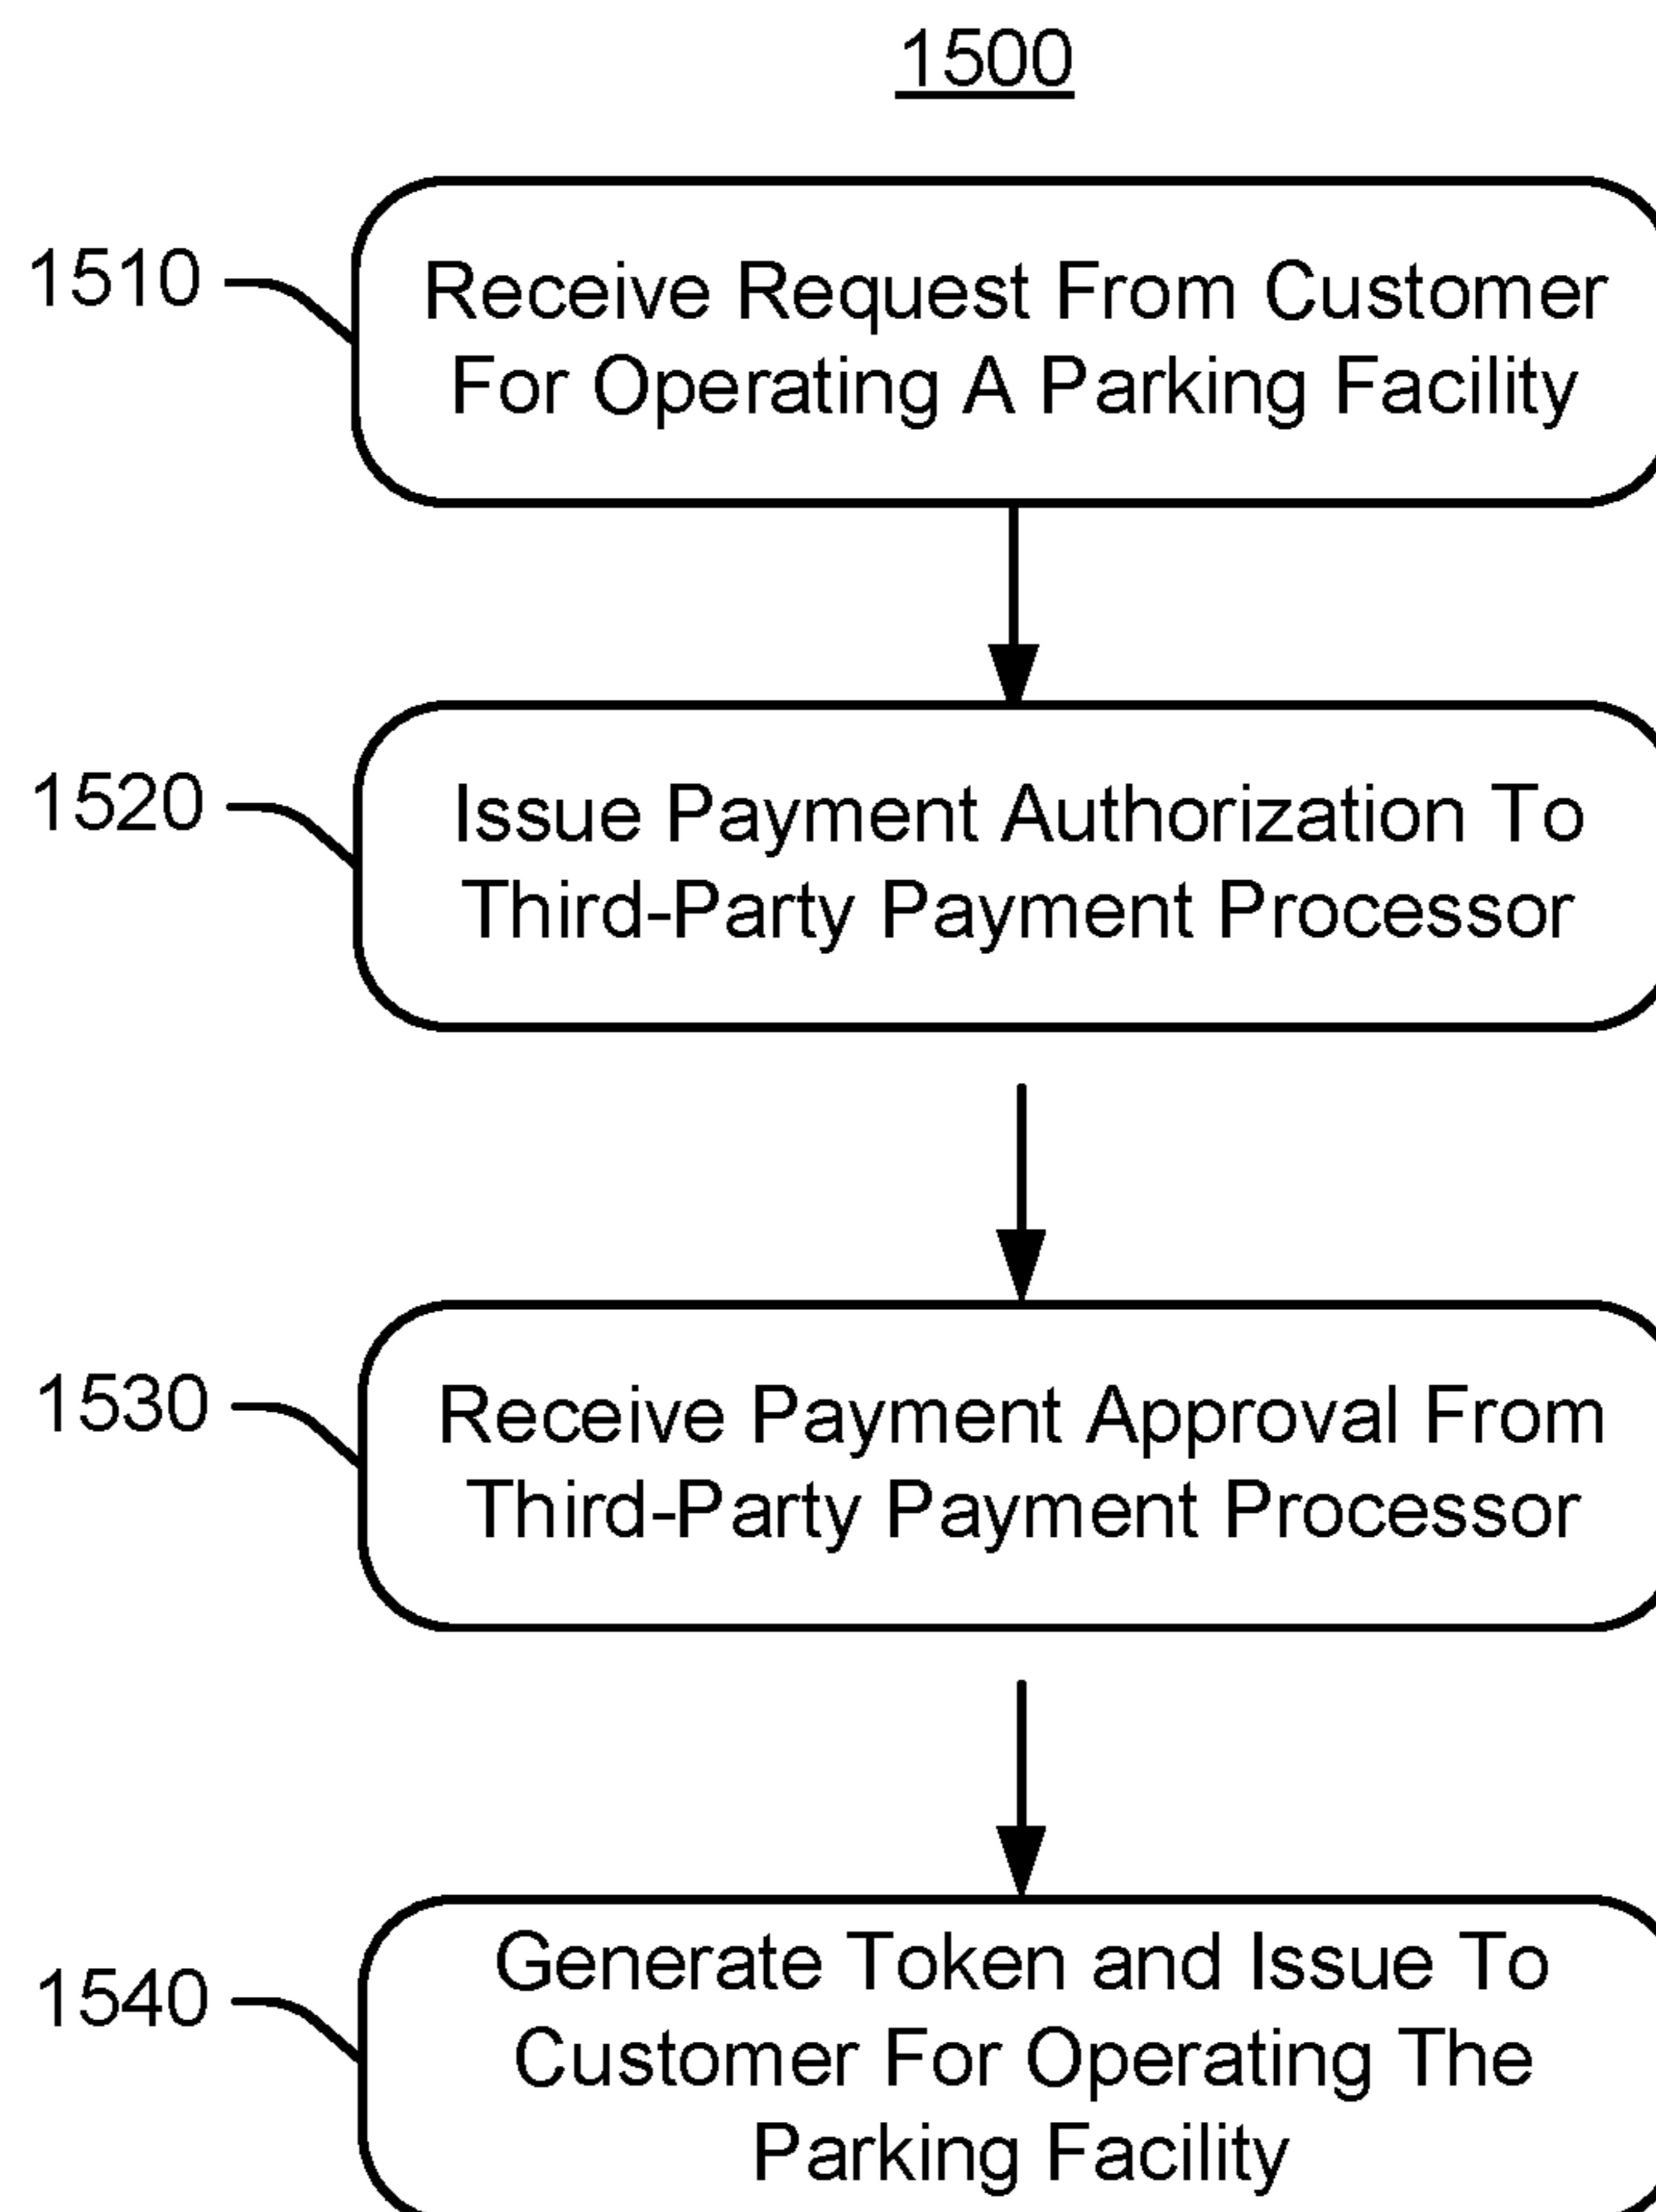 1500
1510
Receive Request From Customer
For Operating A Parking Facility
1520
Issue Payment Authorization To
Third-Party Payment Processor
1530
Receive Payment Approval From
Third-Party Payment Processor
1540
Generate Token and Issue To
Customer For Operating The
Parking Facility